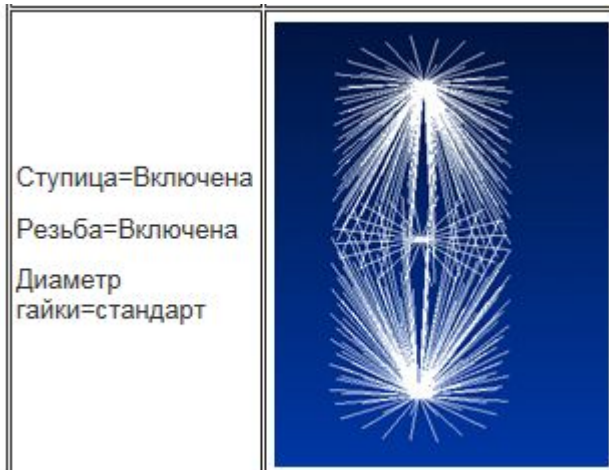 Ступица=Включена
Резьба=Включена
Диаметр
гайки=стандарт